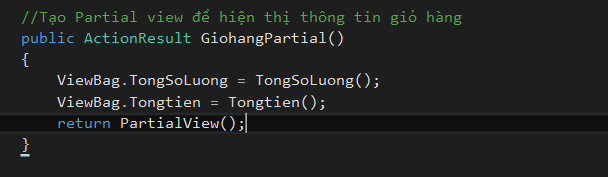 //Tạo Partial view để hiện thị thông tin giỏ hàng
public ActionResult GiohangPartial()
{
ViewBag.TongSoLuong = TongSoLuong();
ViewBag.Tongtien = Tongtien();
return PartialView();
}